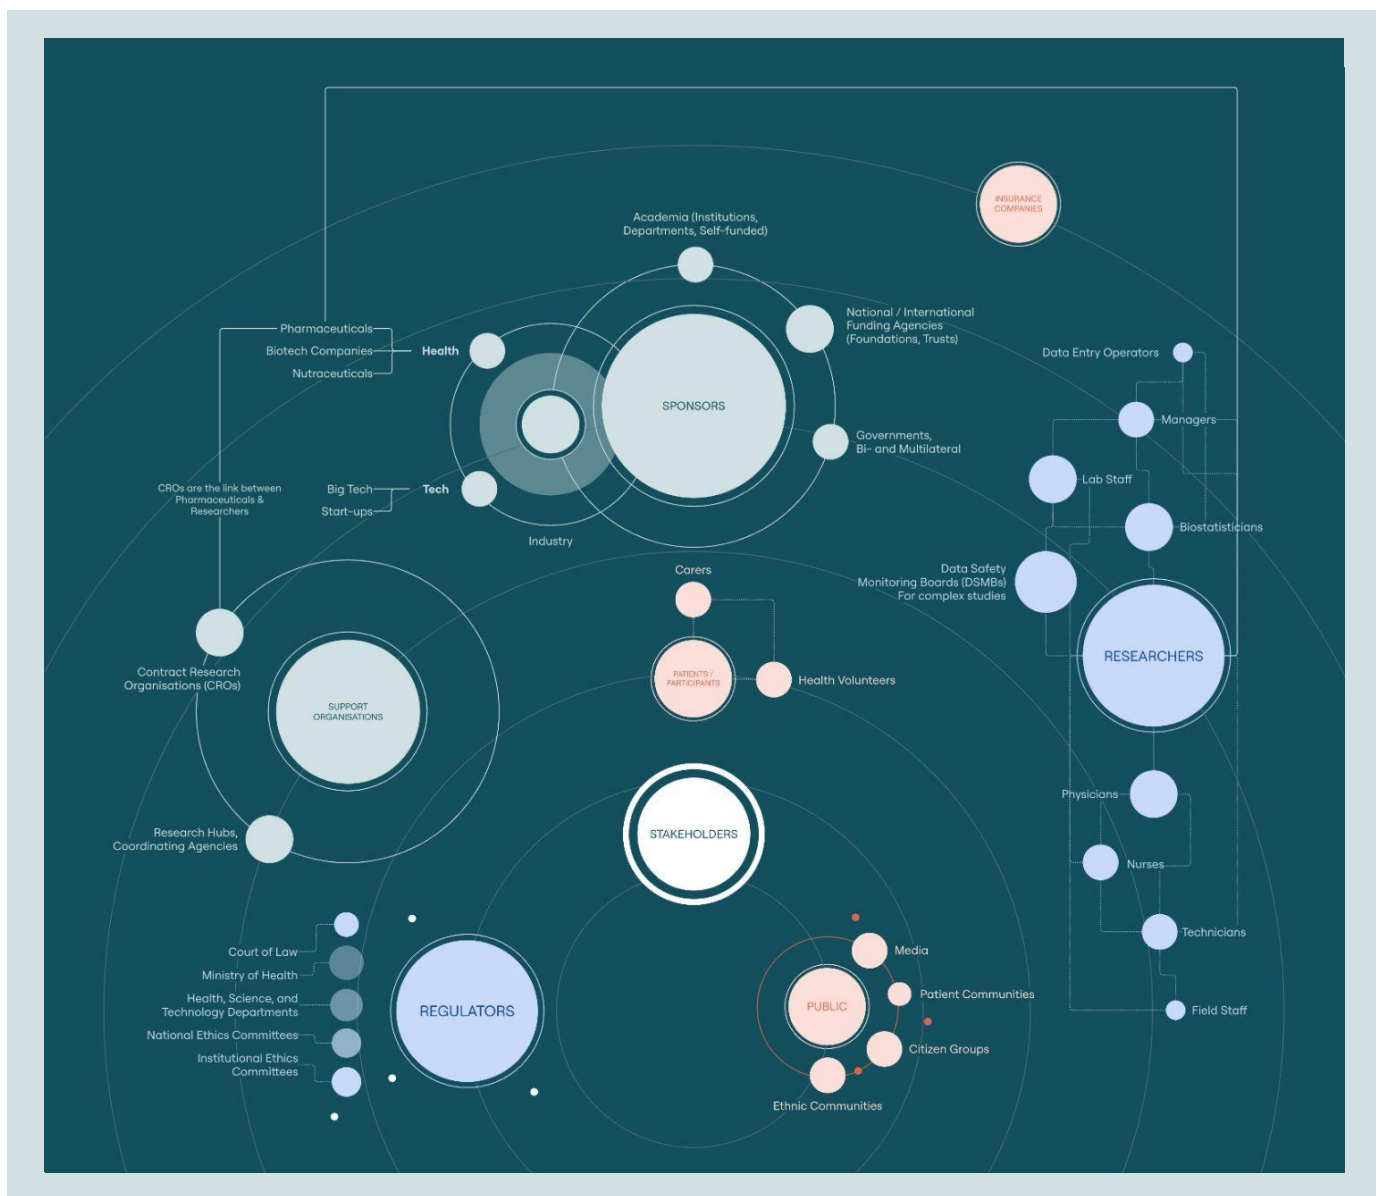 INSURANCE
COMPANIES
Academia (Institutions,
Departments, Self-funded)
National / International
Funding Agencies
(Foundations, Trusts)
Pharmaceuticals
Biotech Companies
Nutraceuticals
Health
SPONSORS
Governments,
Bi- and Multilateral
Data Entry Operators
Managers
Lab Staff
Biostatisticians
CROs are the link between
Pharmaceuticals &
Researchers
Big Tech
Start-ups
Tech
Industry
Carers
Data Safety
Monitoring Boards (DSMBs)
For complex studies
RESEARCHERS
Contract Research
Organisations (CROs)
SUPPORT
ORGANISATIONS
PATIENTS /
PARTICIPANTS
Health Volunteers
Research Hubs,
Coordinating Agencies
STAKEHOLDERS
Physicians
Nurses
Technicians
Field Staff
Court of Law
Ministry of Health
Health, Science, and
Technology Departments
National Ethics Committees
Institutional Ethics
Committees
REGULATORS
PUBLIC
Media
Patient Communities
Citizen Groups
Ethnic Communities